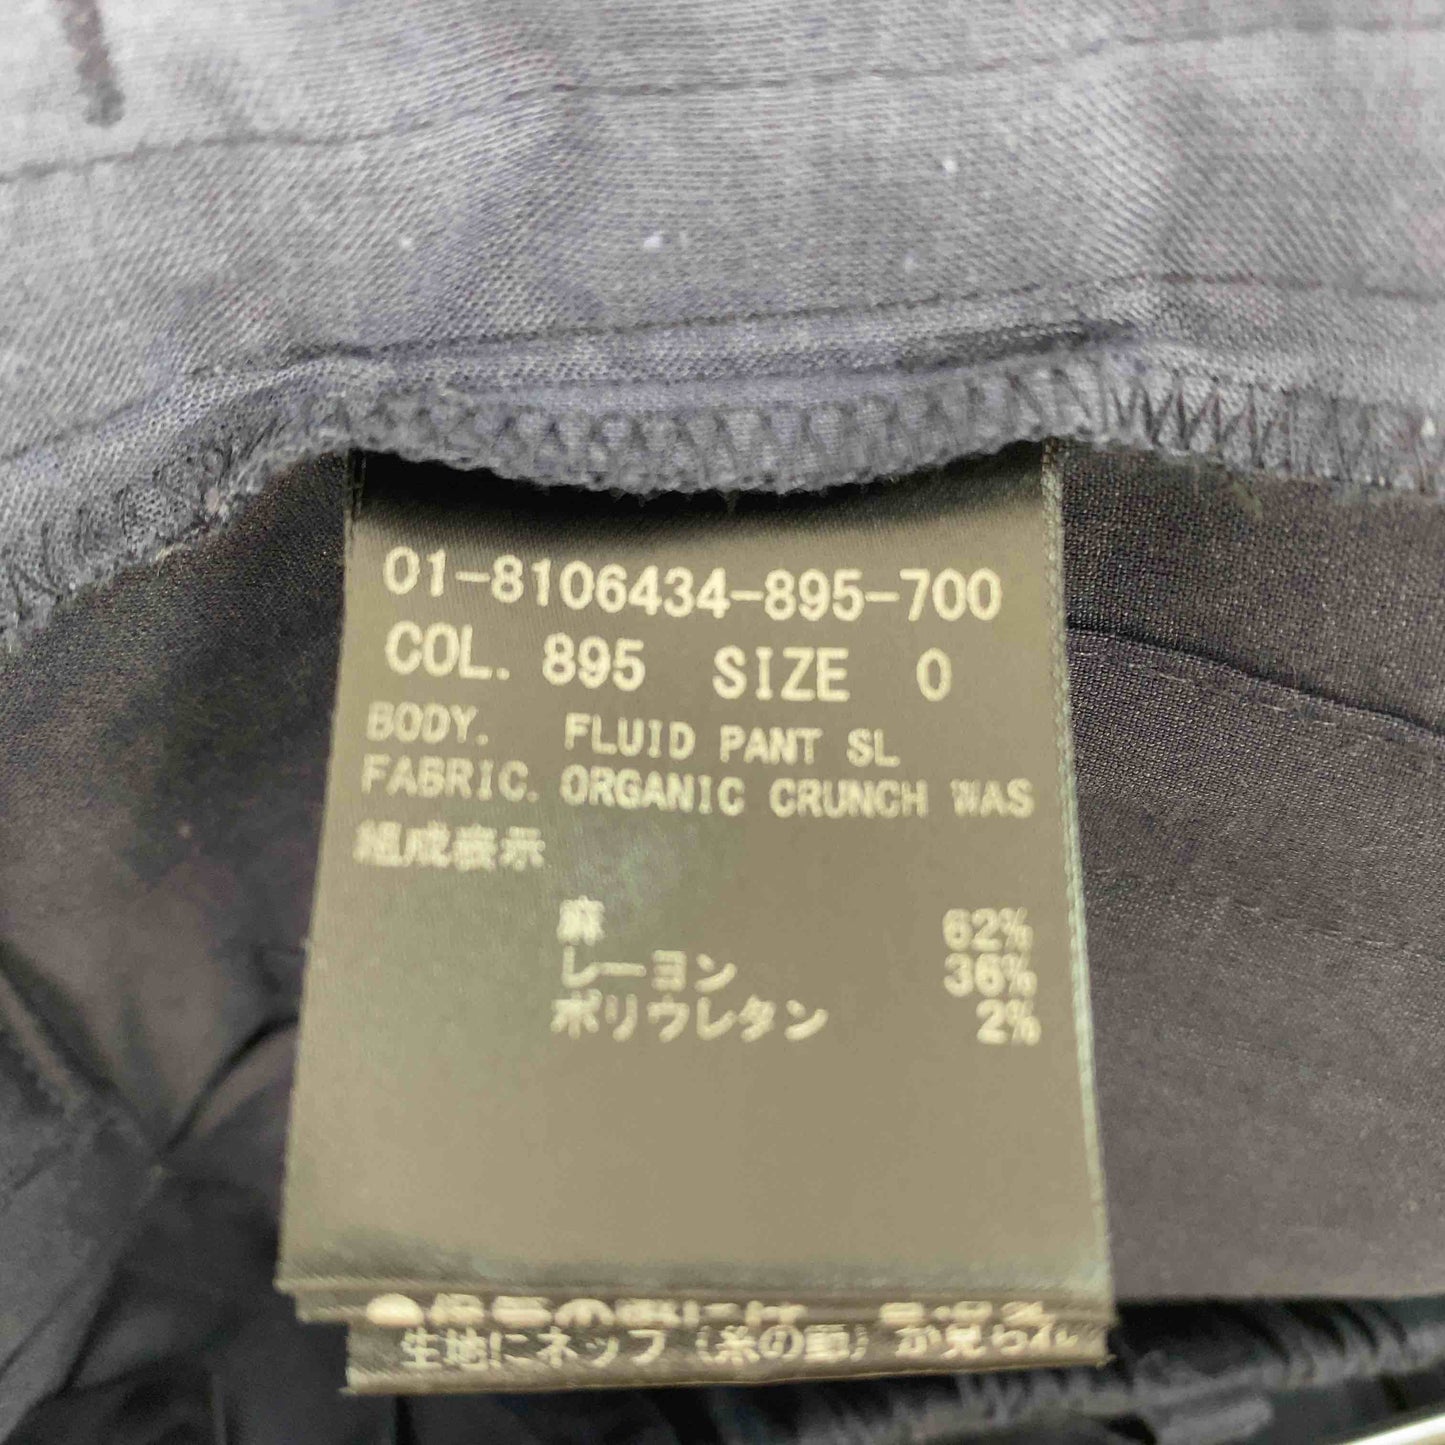 01-8106434-895-700
COL. 895 SIZE 0
BODY. FLUID PANT SL
FABRIC. ORGANIC CRUNCH WAS
組成表示
麻 62%
レーヨン 36%
ポリウレタン 2%
生地にネップ(糸の節)が見られ